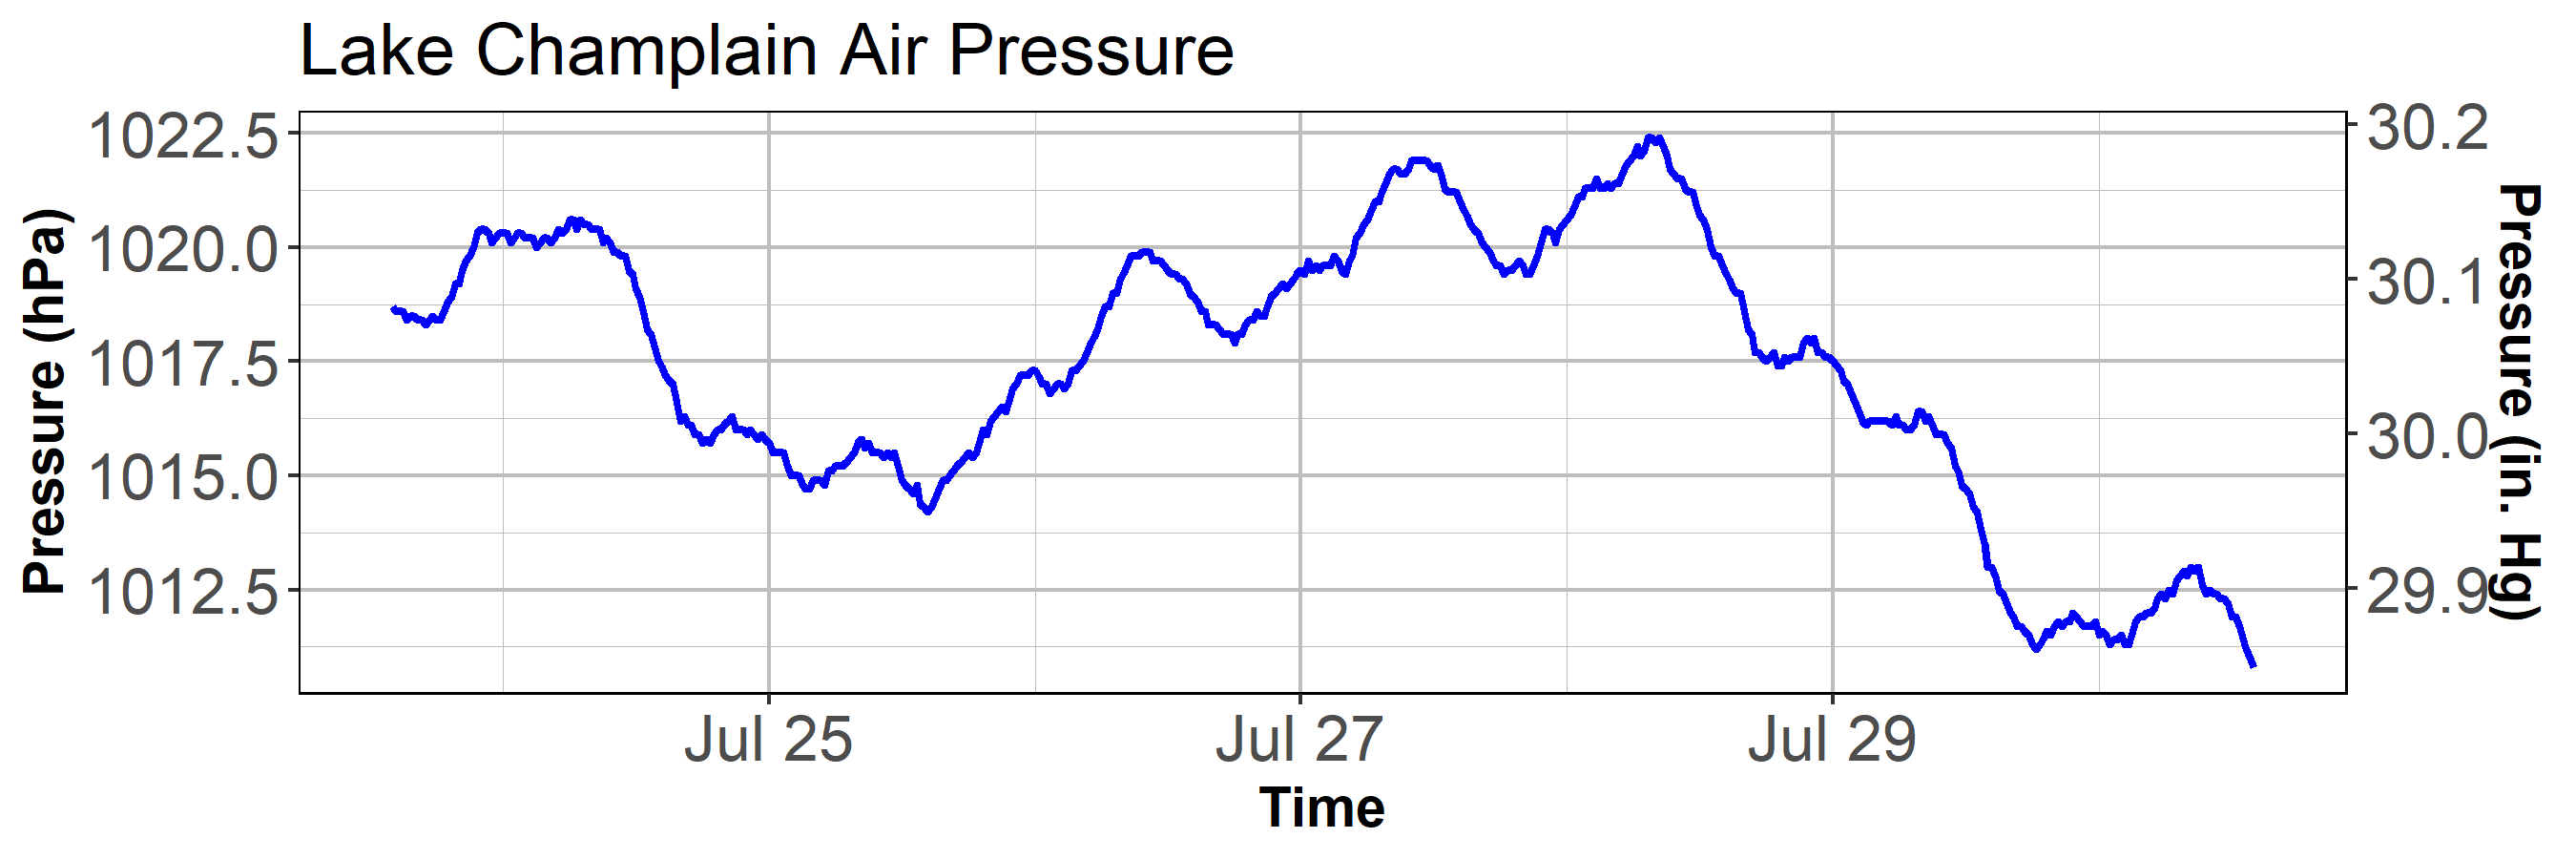 Lake Champlain Air Pressure
Pressure (hPa)
1022.5
1020.0
1017.5
1015.0
1012.5
30.2
30.1
30.0
29.9
Pressure (in. Hg)
Jul 25
Jul 27
Jul 29
Time